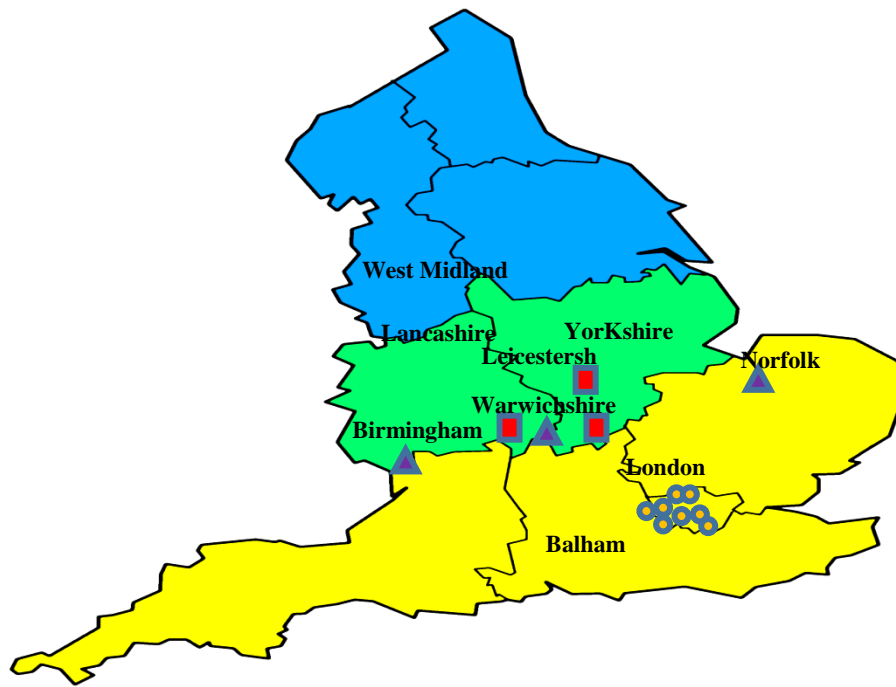 West Midland
Lancashire
YorKshire
Leicestersh
Norfolk
Warwichshire
Birmingham
London
Balham